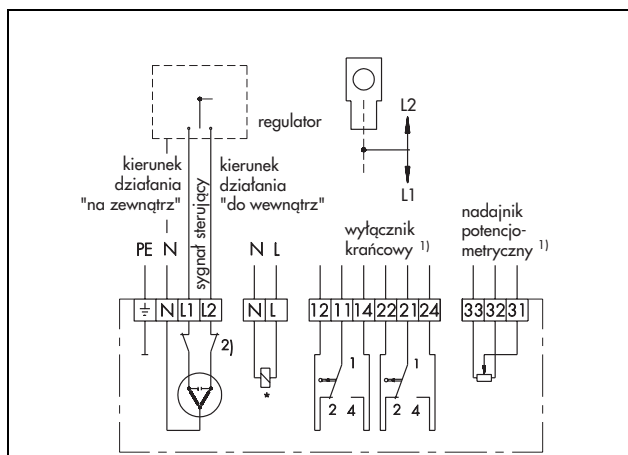 L2
regulator
L1
kierunek
działania
"na zewnątrz"
sygnał sterujący
kierunek
działania
"do wewnątrz"
wyłącznik
krańcowy 1)
nadajnik
potencjo-
metryczny 1)
PE N
N L
N L1 L2
N L
12 11 14 22 21 24
33 32 31
2)
*
1
2 4
1
2 4